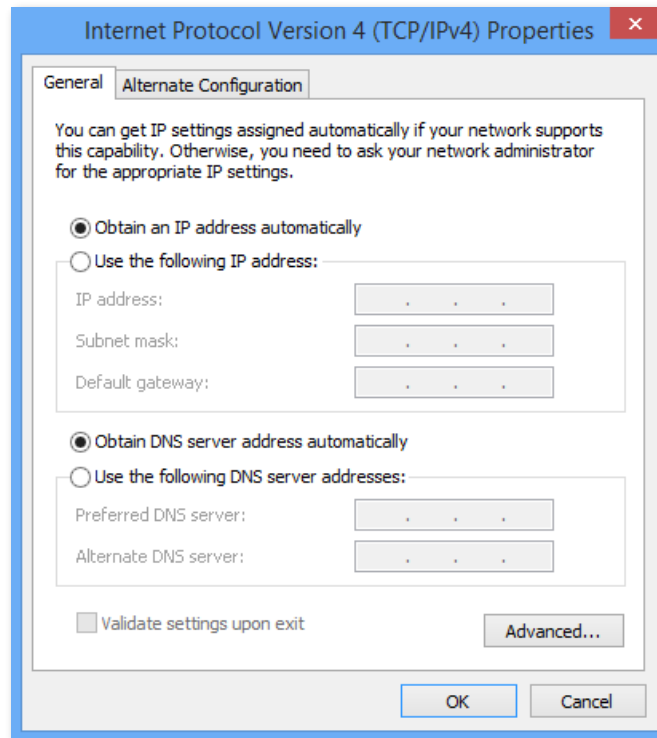 Internet Protocol Version 4 (TCP/IPv4) Properties
General
Alternate Configuration
You can get IP settings assigned automatically if your network supports
this capability. Otherwise, you need to ask your network administrator
for the appropriate IP settings.
Obtain an IP address automatically
Use the following IP address:
IP address:
Subnet mask:
Default gateway:
Obtain DNS server address automatically
Use the following DNS server addresses:
Preferred DNS server:
Alternate DNS server:
Validate settings upon exit
Advanced...
OK
Cancel